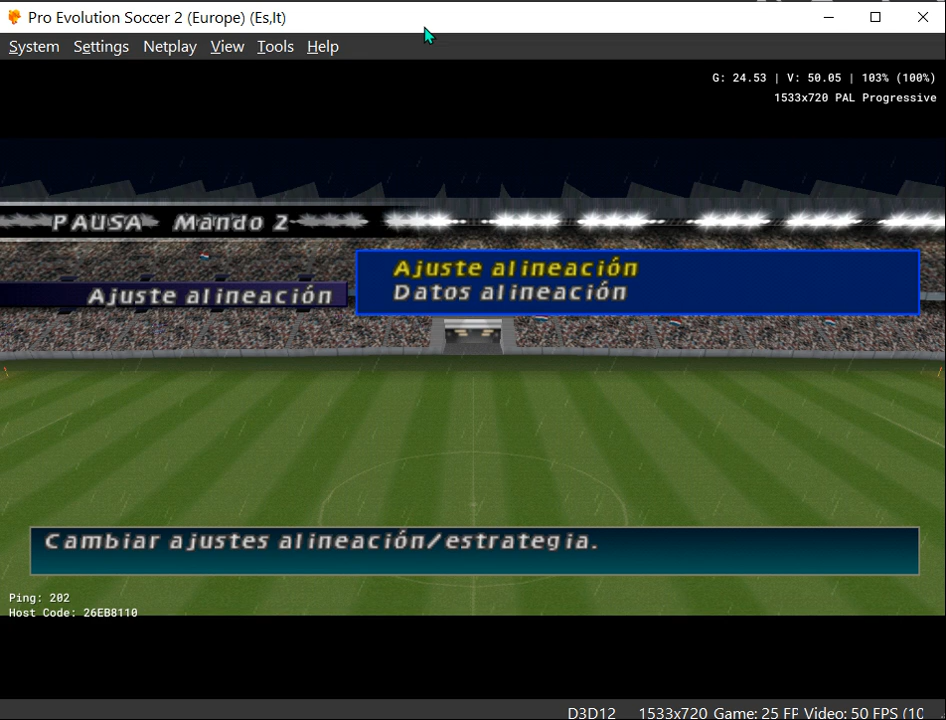 Pro Evolution Soccer 2 (Europe) (Es,It)
System Settings Netplay View Tools Help
G: 24.53 | V: 50.05 | 103% (100%)
1533x720 PAL Progressive
PAUSA Mando 2
Ajuste alineación
Datos alineación
Ajuste alineación
Cambiar ajustes alineación/estrategia.
Ping: 202
Host Code: 26EB8110
D3D12 1533x720 Game: 25 FP Video: 50 FPS (10